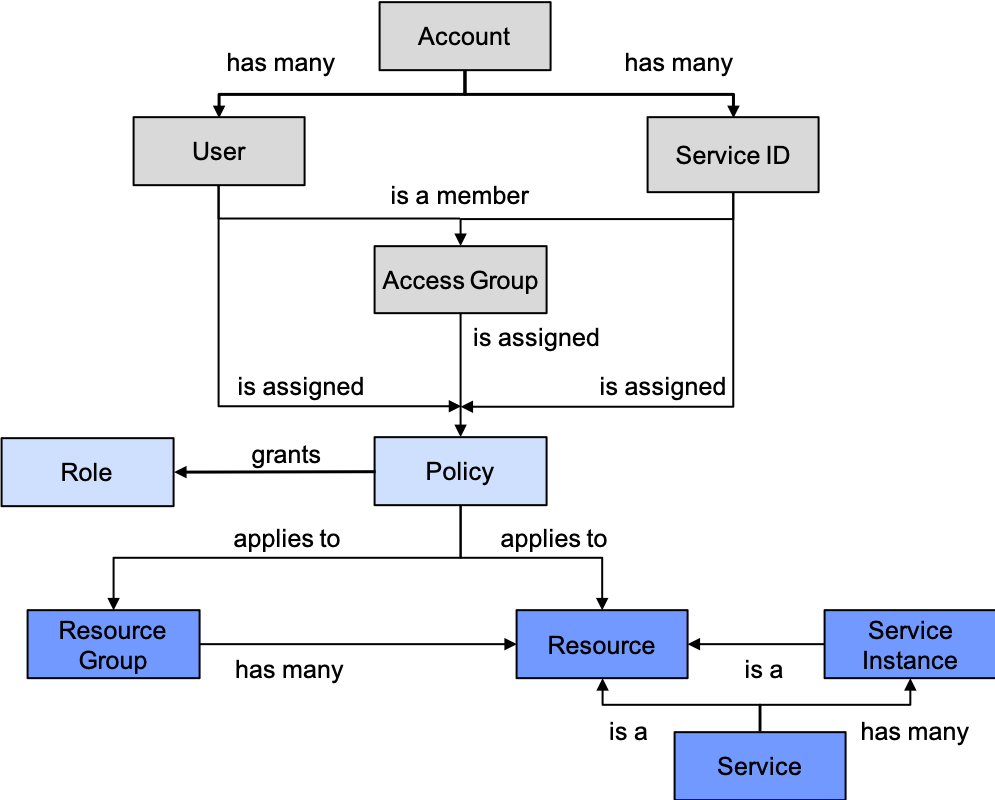 Account
has many
has many
User
Service ID
is a member
Access Group
is assigned
is assigned
is assigned
Role
grants
Policy
applies to
applies to
Resource
Group
has many
Resource
is a
Service
Instance
is a
has many
Service